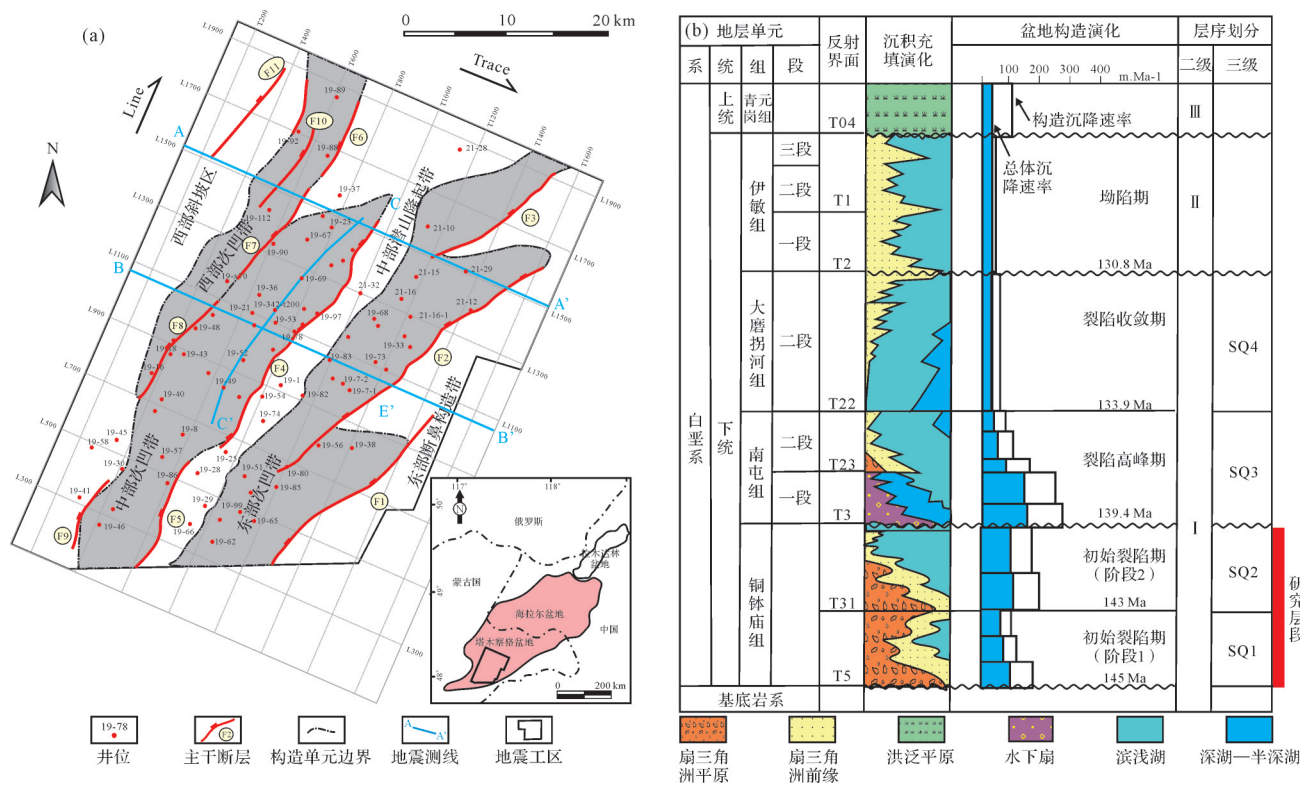 (a)
0
10
20 km
Line
Trace
N
T200
T400
T600
T800
T1000
T1200
T1400
T1600
L1900
L1700
L1500
L1300
L1100
L900
L700
L500
L300
L1900
L1700
L1500
L1300
L1100
L300
A
A'
B
B'
C
C'
E'
F11
F10
F6
F7
F3
F8
F4
F2
F1
F5
F9
西部斜坡区
西部次凹带
中部潜山隆起带
中部次凹带
东部次凹带
东部断鼻构造带
19-89
19-92
19-88
21-28
19-37
19-112
19-23
19-67
19-90
21-10
19-69
21-15
21-29
19-36
21-32
21-16
21-12
19-21
19-53
19-97
19-68
21-16-1
19-48
19-33
19-43
19-52
19-83
19-73
19-16
19-49
19-1
19-7-2
19-7-1
19-54
19-82
19-40
19-74
19-8
19-45
19-58
19-57
19-25
19-56
19-38
19-28
19-51
19-80
19-41
19-86
19-85
19-29
19-99
19-46
19-66
19-65
19-62
117°
118°
50°
49°
48°
N
俄罗斯
蒙古国
中国
海拉尔盆地
塔木察格盆地
0 200 km
19-78
井位
F2
主干断层
构造单元边界
A
A'
地震测线
地震工区
(b)
地层单元
反射界面
沉积充填演化
盆地构造演化
层序划分
系
统
组
段
100 200 300 400
m.Ma-1
二级
三级
白垩系
上统
下统
青元岗组
伊敏组
大磨拐河组
南屯组
铜钵庙组
三段
二段
一段
二段
二段
一段
T04
T1
T2
T22
T23
T3
T31
T5
构造沉降速率
总体沉降速率
坳陷期
130.8 Ma
裂陷收敛期
133.9 Ma
裂陷高峰期
139.4 Ma
初始裂陷期
(阶段2)
143 Ma
初始裂陷期
(阶段1)
145 Ma
III
II
I
SQ4
SQ3
SQ2
SQ1
研究层段
基底岩系
扇三角洲平原
扇三角洲前缘
洪泛平原
水下扇
滨浅湖
深湖—半深湖